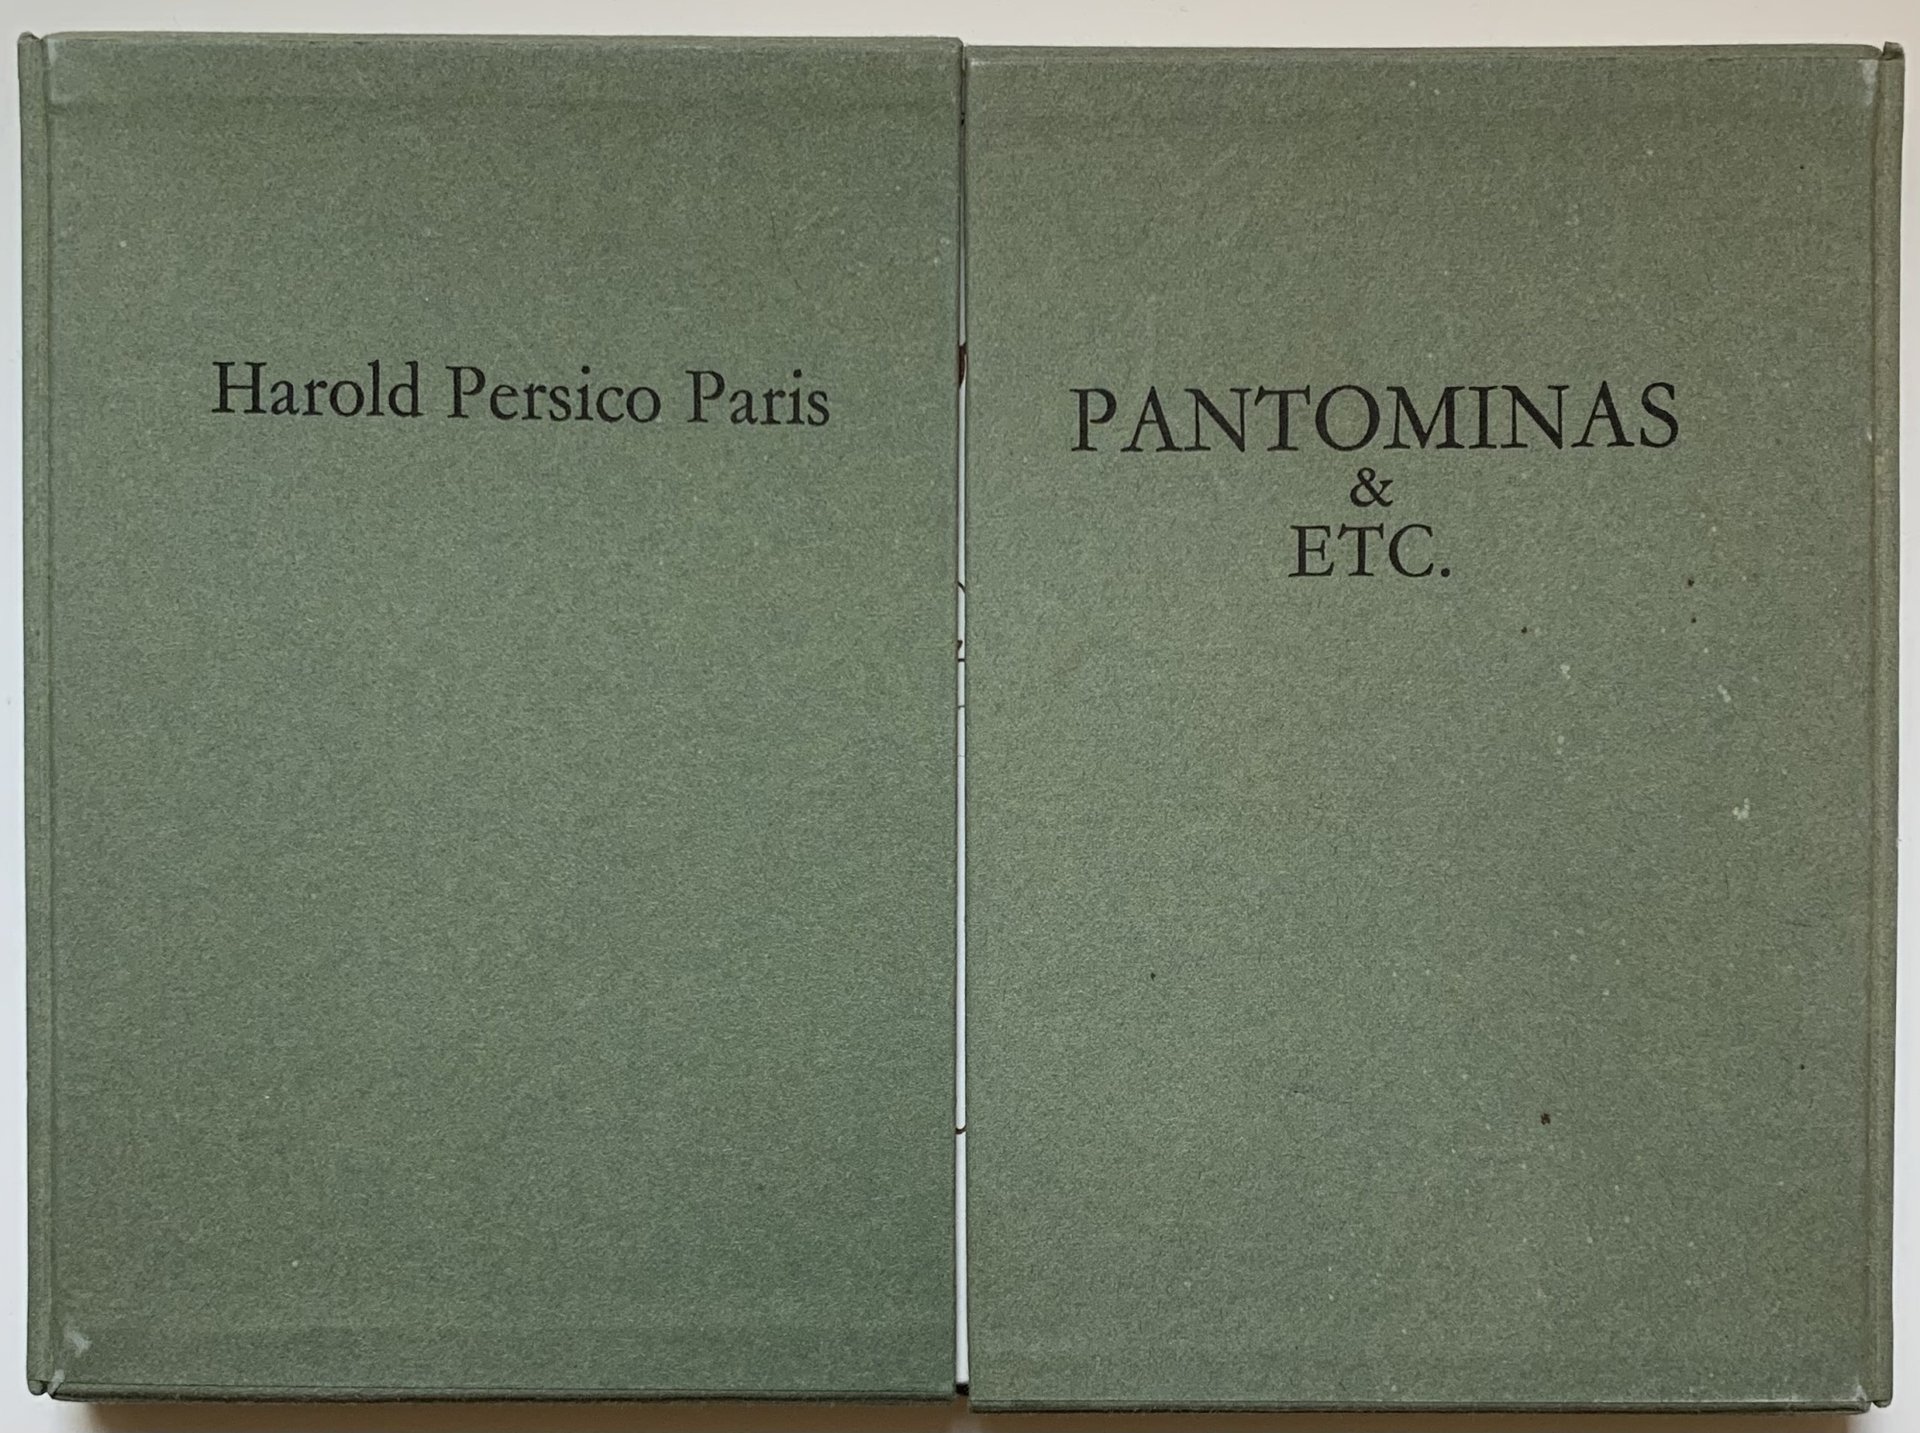 Harold Persico Paris
PANTOMINAS
&
ETC.